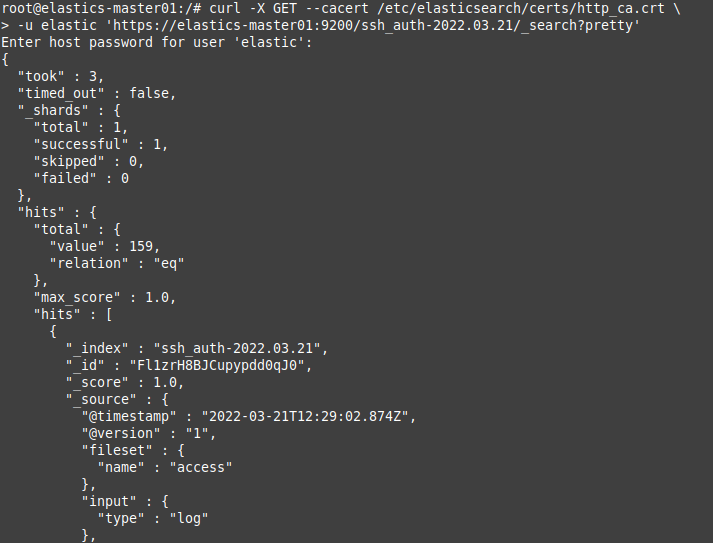 root@elastics-master01:/# curl -X GET --cacert /etc/elasticsearch/certs/http_ca.crt \
> -u elastic 'https://elastics-master01:9200/ssh_auth-2022.03.21/_search?pretty'
Enter host password for user 'elastic':
{
  "took" : 3,
  "timed_out" : false,
  "_shards" : {
    "total" : 1,
    "successful" : 1,
    "skipped" : 0,
    "failed" : 0
  },
  "hits" : {
    "total" : {
      "value" : 159,
      "relation" : "eq"
    },
    "max_score" : 1.0,
    "hits" : [
      {
        "_index" : "ssh_auth-2022.03.21",
        "_id" : "Fl1zrH8BJCupypdd0qJ0",
        "_score" : 1.0,
        "_source" : {
          "@timestamp" : "2022-03-21T12:29:02.874Z",
          "@version" : "1",
          "fileset" : {
            "name" : "access"
          },
          "input" : {
            "type" : "log"
          },